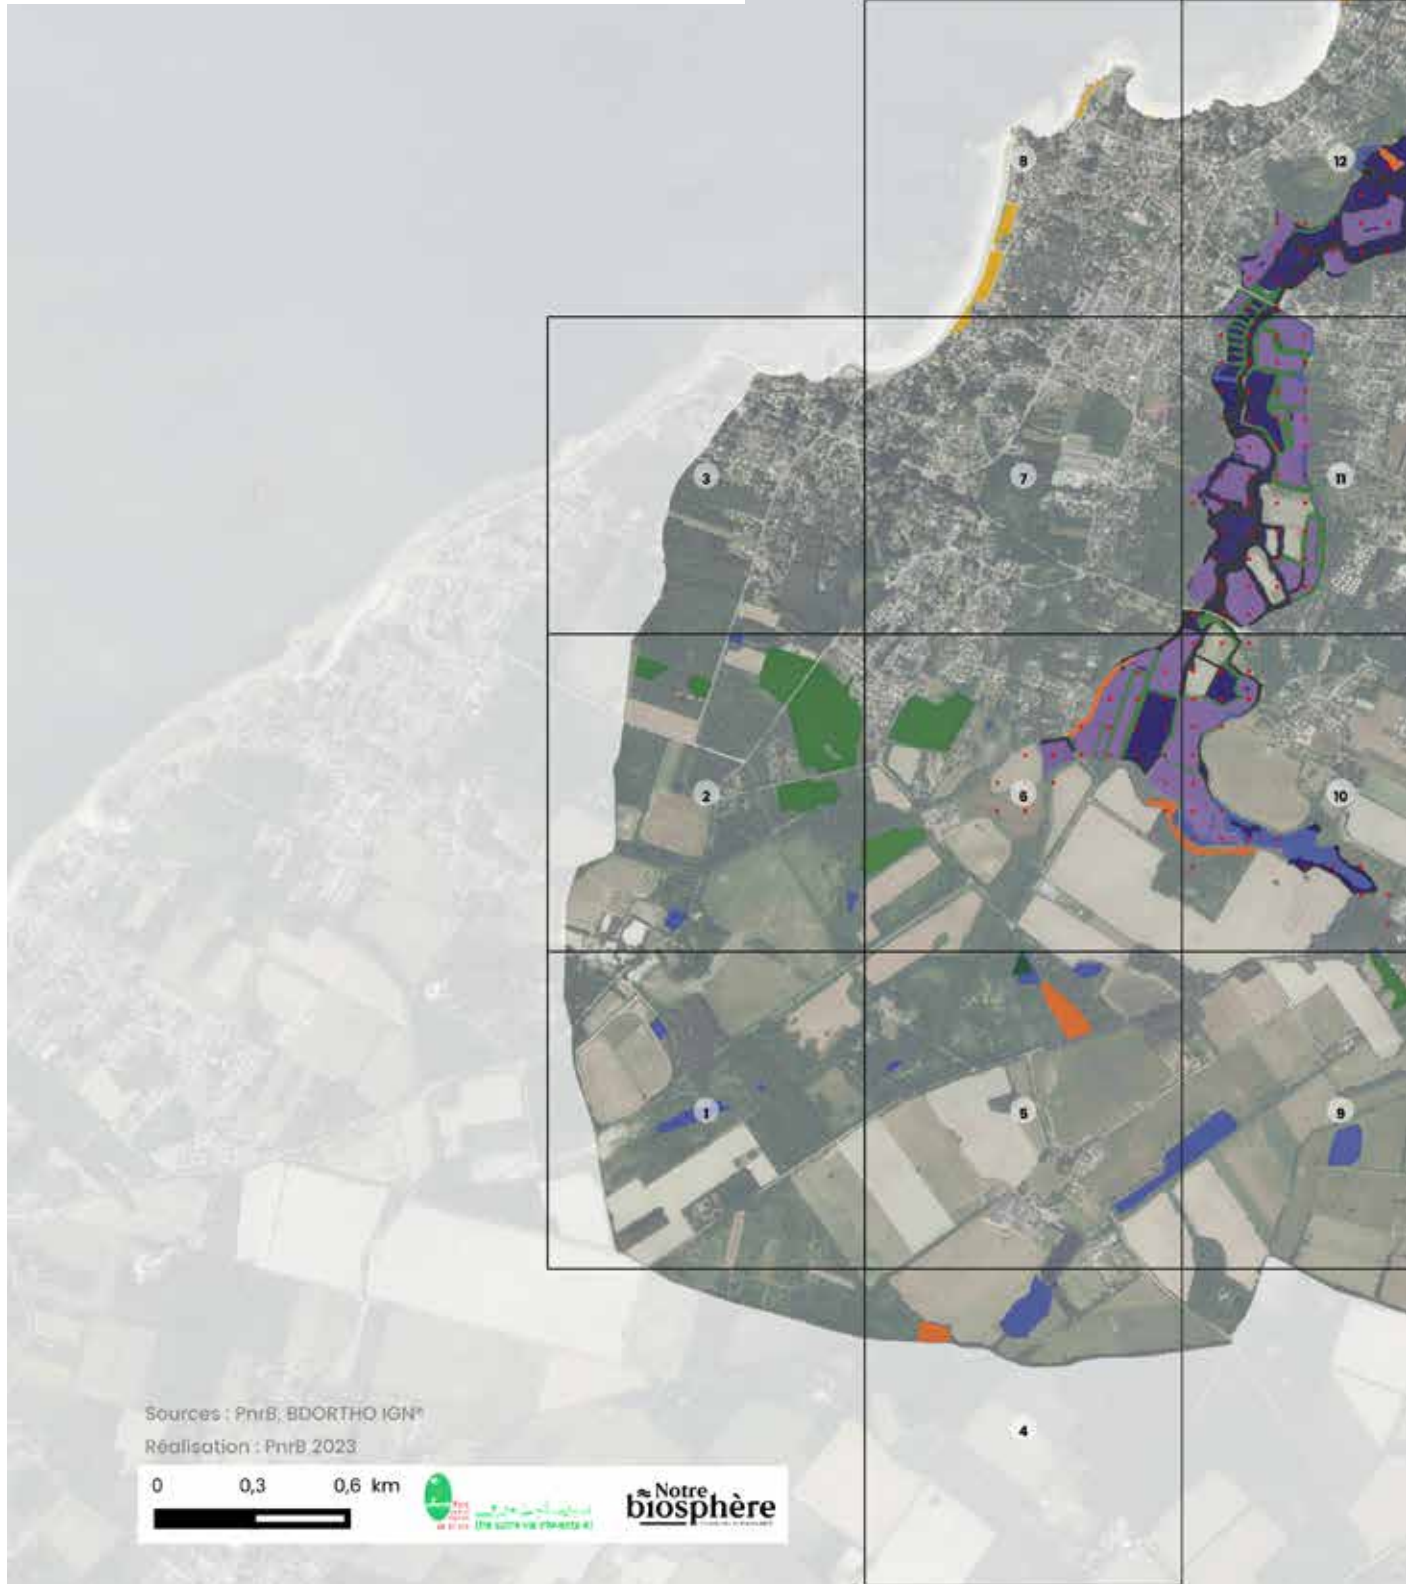 8
12
3
7
11
2
6
10
1
5
9
4
Sources : PnrB, BDORTHO IGN®
Réalisation : PnrB 2023
0 0,3 0,6 km
≈ Notre
biosphère